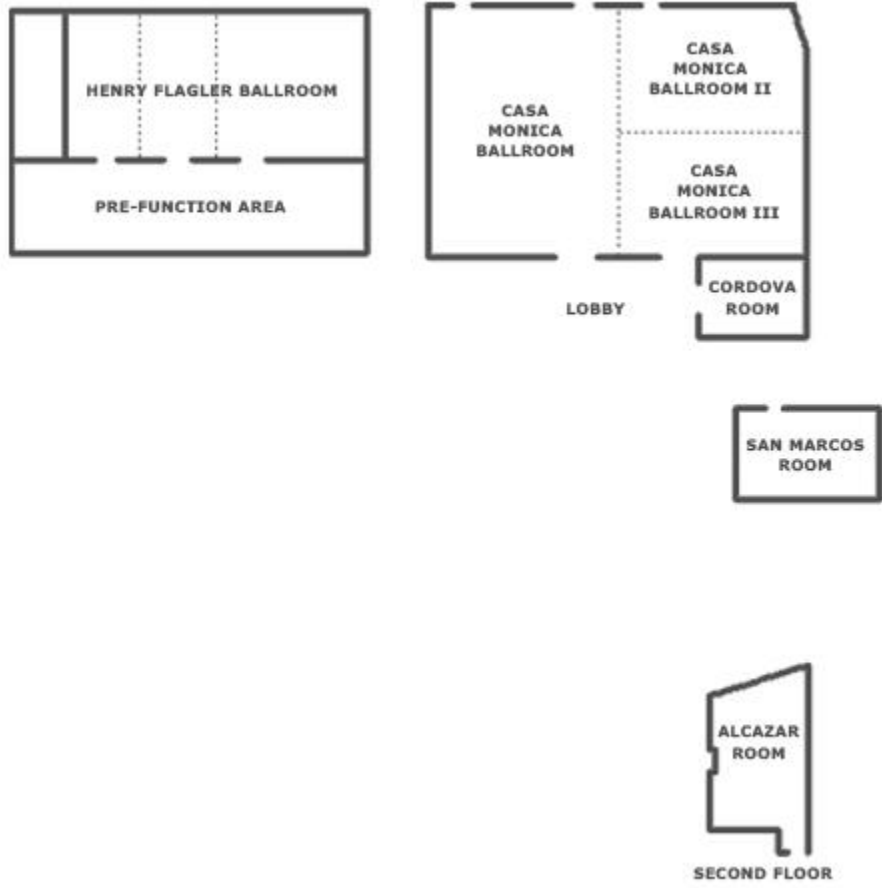 HENRY FLAGLER BALLROOM
PRE-FUNCTION AREA
CASA
MONICA
BALLROOM
CASA
MONICA
BALLROOM II
CASA
MONICA
BALLROOM III
LOBBY
CORDOVA
ROOM
SAN MARCOS
ROOM
ALCAZAR
ROOM
SECOND FLOOR